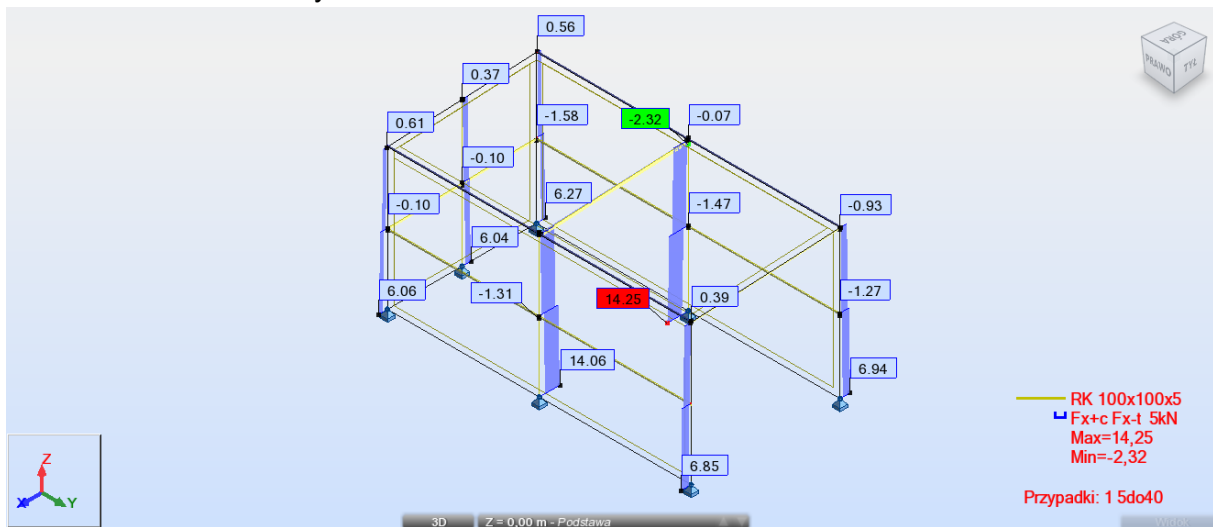 0.56
0.37
0.61
-1.58
-2.32
-0.07
-0.10
-0.10
6.27
-1.47
-0.93
6.04
6.06
-1.31
14.25
0.39
-1.27
14.06
6.94
6.85
GÓRA
PRAWO
TYŁ
RK 100x100x5
Fx+c Fx-t 5kN
Max=14,25
Min=-2,32
Przypadki: 1 5do40
Z
X
Y
3D
Z = 0,00 m - Podstawa